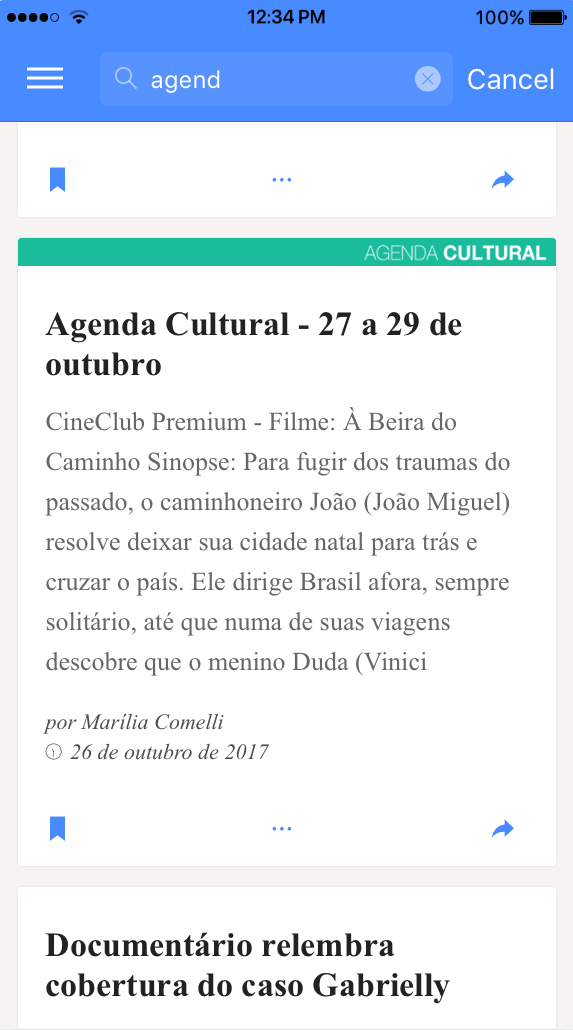 12:34 PM
100%
agend
Cancel
AGENDA CULTURAL
Agenda Cultural - 27 a 29 de
outubro
CineClub Premium - Filme: À Beira do
Caminho Sinopse: Para fugir dos traumas do
passado, o caminhoneiro João (João Miguel)
resolve deixar sua cidade natal para trás e
cruzar o país. Ele dirige Brasil afora, sempre
solitário, até que numa de suas viagens
descobre que o menino Duda (Vinici
por Marília Comelli
26 de outubro de 2017
Documentário relembra
cobertura do caso Gabrielly